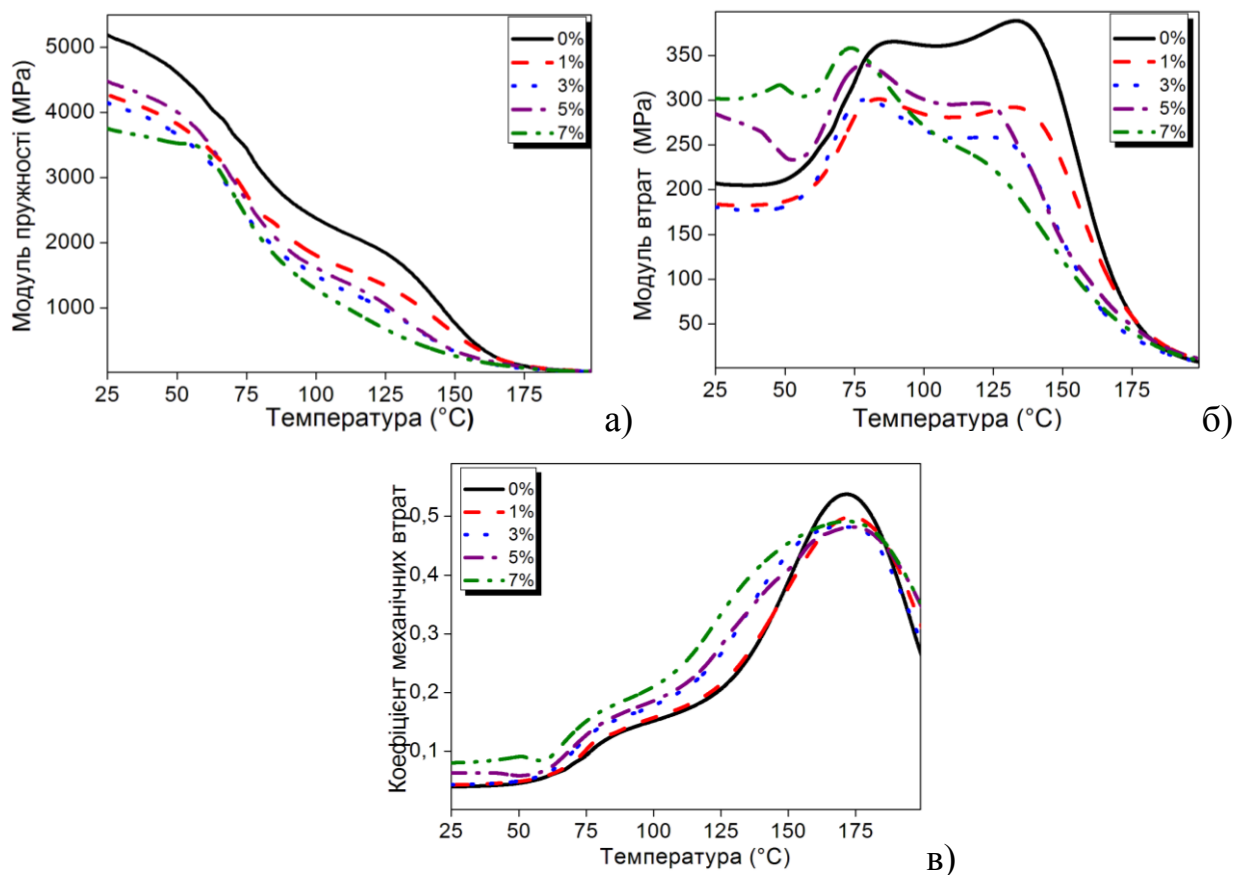 Модуль пружності (MPa)
5000
4000
3000
2000
1000
0%
1%
3%
5%
7%
25 50 75 100 125 150 175
Температура (°C)
а)
Модуль втрат (MPa)
350
300
250
200
150
100
50
0%
1%
3%
5%
7%
25 50 75 100 125 150 175
Температура (°C)
б)
Коефіцієнт механічних втрат
0,5
0,4
0,3
0,2
0,1
0%
1%
3%
5%
7%
25 50 75 100 125 150 175
Температура (°C)
в)